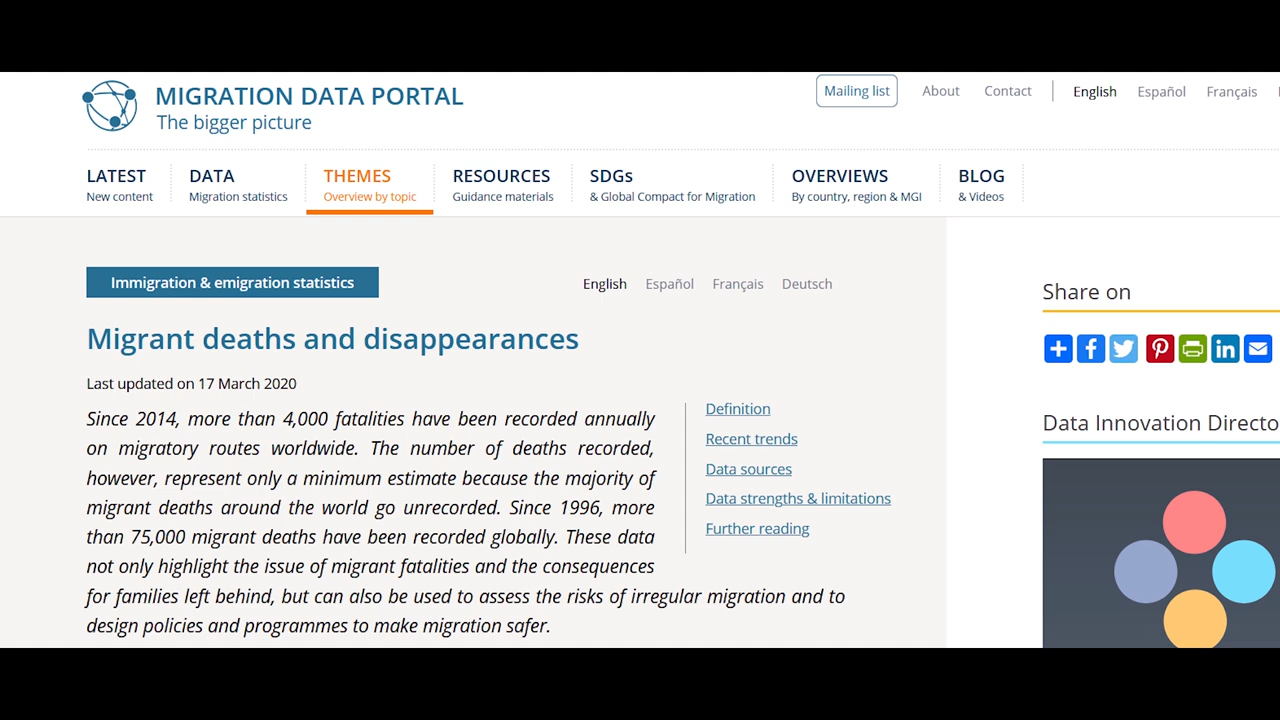 MIGRATION DATA PORTAL
The bigger picture
Mailing list About Contact English Español Français
LATEST DATA THEMES RESOURCES SDGs OVERVIEWS BLOG
New content Migration statistics Overview by topic Guidance materials & Global Compact for Migration By country, region & MGI & Videos
Immigration & emigration statistics
English Español Français Deutsch
Migrant deaths and disappearances
Last updated on 17 March 2020
Since 2014, more than 4,000 fatalities have been recorded annually
on migratory routes worldwide. The number of deaths recorded,
however, represent only a minimum estimate because the majority of
migrant deaths around the world go unrecorded. Since 1996, more
than 75,000 migrant deaths have been recorded globally. These data
not only highlight the issue of migrant fatalities and the consequences
for families left behind, but can also be used to assess the risks of irregular migration and to
design policies and programmes to make migration safer.
Definition
Recent trends
Data sources
Data strengths & limitations
Further reading
Share on
Data Innovation Directo